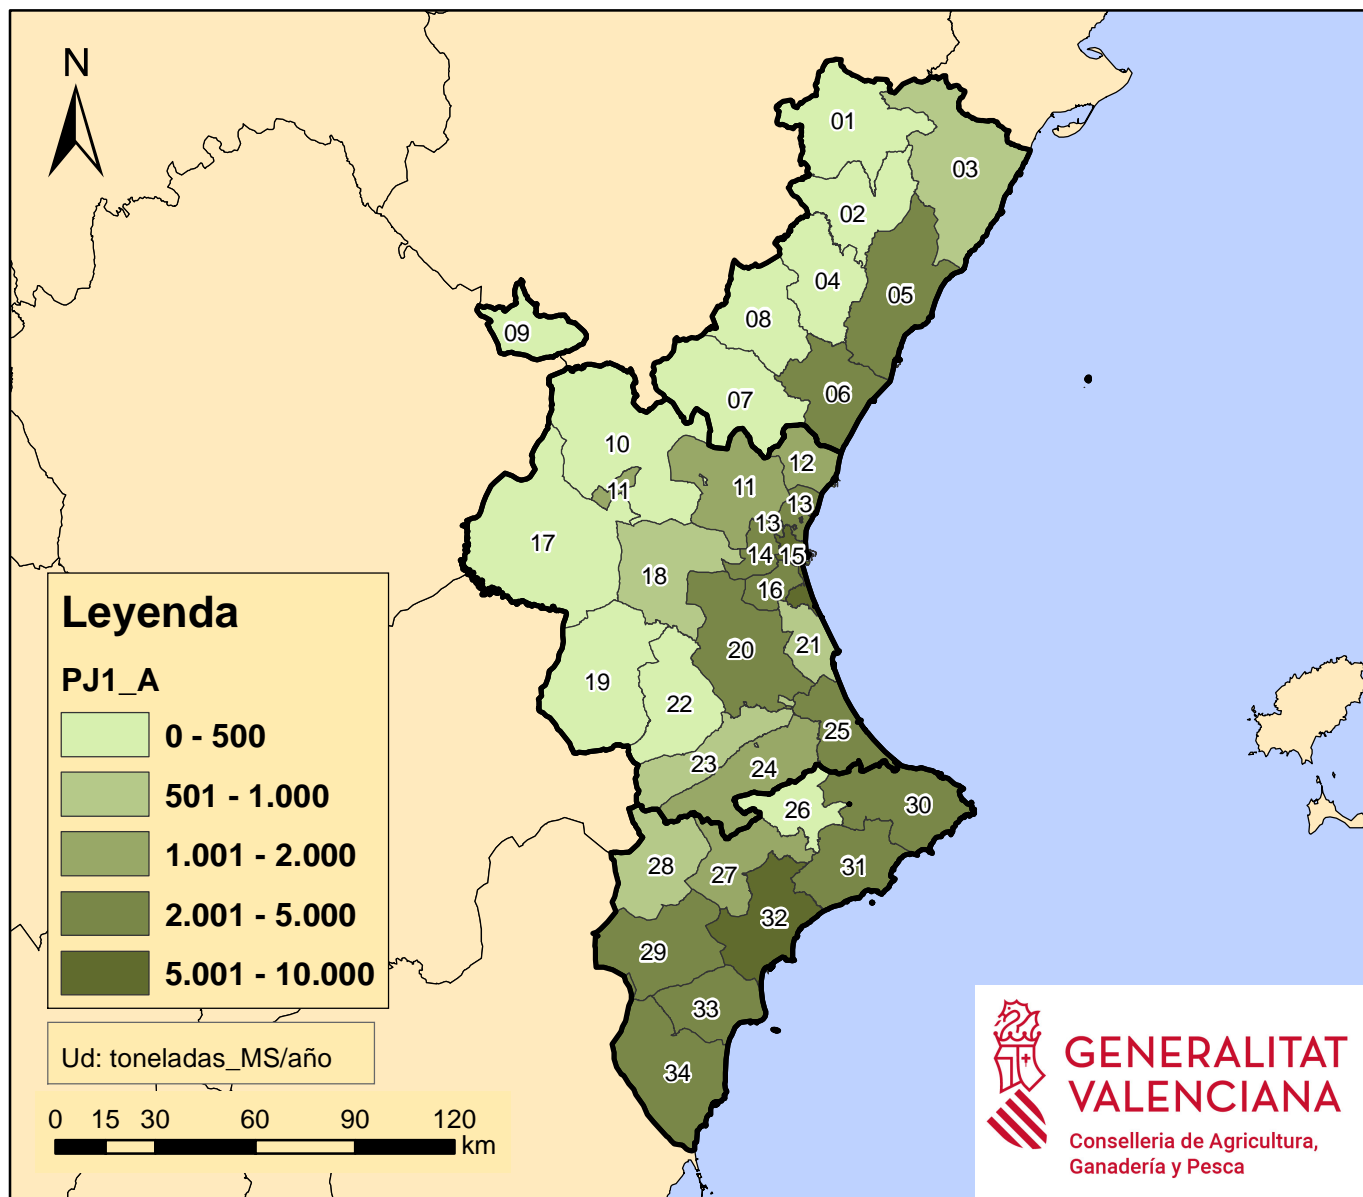 N
01
03
02
04
05
08
09
07
06
10
12
11
11
13
13
17
14
15
18
16
20
21
19
22
25
23
24
26
30
28
27
31
32
29
33
34
Leyenda
PJ1_A
0 - 500
501 - 1.000
1.001 - 2.000
2.001 - 5.000
5.001 - 10.000
Ud: toneladas_MS/año
0 15 30 60 90 120
km
GENERALITAT
VALENCIANA
Conselleria de Agricultura,
Ganadería y Pesca